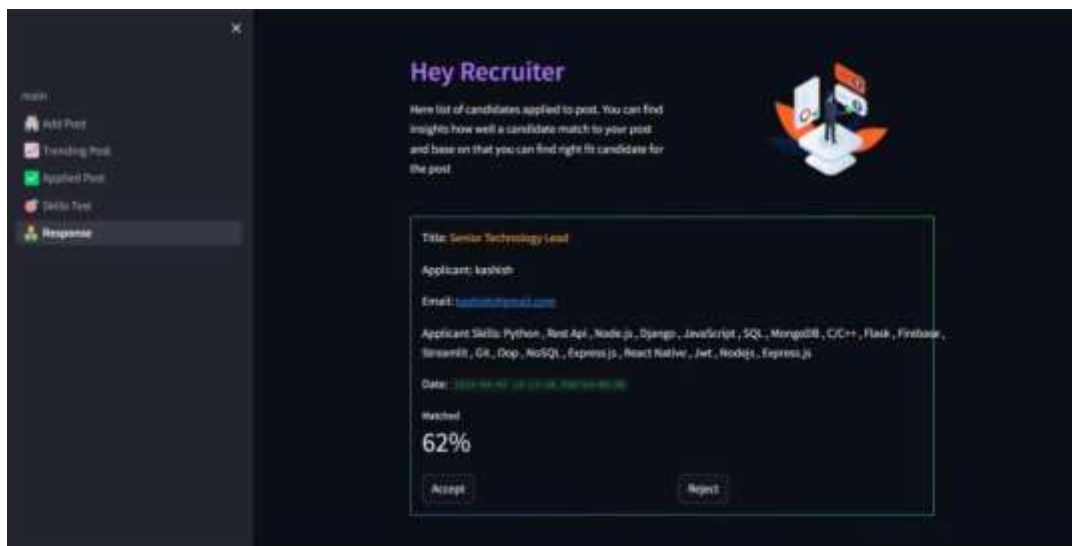 main
Add Post
Trending Post
Applied Post
Skills Test
Response
Hey Recruiter
Here list of candidates applied to post. You can find
insights how well a candidate match to your post
and base on that you can find right fit candidate for
the post
Title: Senior Technology Lead
Applicant: kashish
Email:
Applicant Skills: Python , Rest Api , Node.js , Django , JavaScript , SQL , MongoDB , C/C++ , Flask , Firebase ,
Streamlit , Git , Oop , NoSQL , Express.js , React Native , Jwt , Nodejs , Express.js
Date:
Matched
62%
Accept
Reject